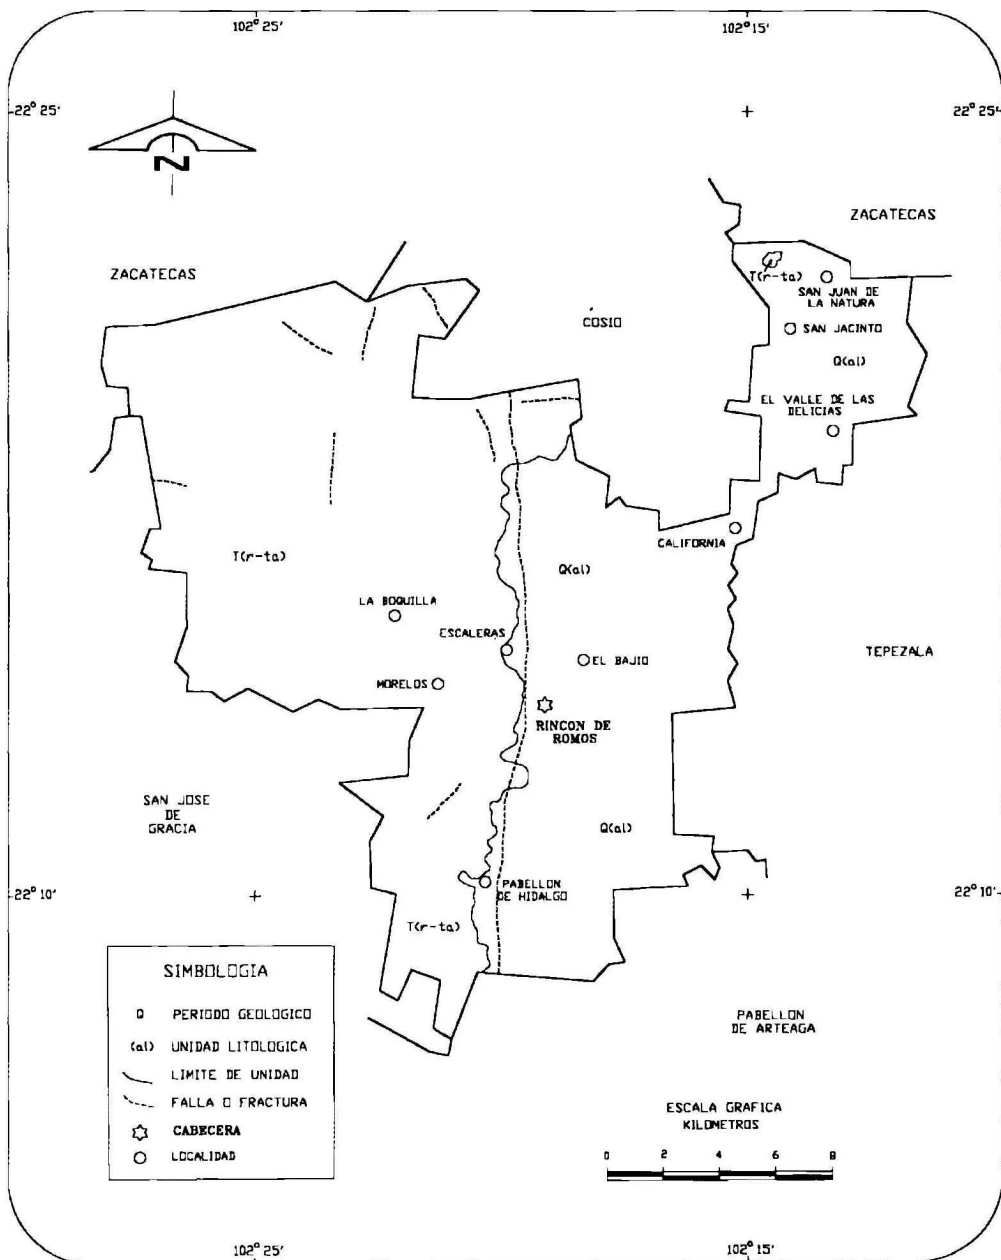 102° 25'
102° 15'
22° 25'
22° 25'
N
ZACATECAS
ZACATECAS
T(r-ta)
SAN JUAN DE
LA NATURA
COSIO
SAN JACINTO
Q(al)
EL VALLE DE LAS
DELICIAS
CALIFORNIA
T(r-ta)
Q(al)
LA BOQUILLA
ESCALERAS
EL BAJIO
TEPEZALA
MORELOS
RINCON DE
ROMOS
SAN JOSE
DE
GRACIA
Q(al)
PABELLON
DE HIDALGO
22° 10'
22° 10'
T(r-ta)
SIMBOLOGIA
Q PERIODO GEOLOGICO
(al) UNIDAD LITOLOGICA
LIMITE DE UNIDAD
FALLA O FRACTURA
CABECERA
LOCALIDAD
PABELLON
DE ARTEAGA
ESCALA GRAFICA
KILOMETROS
0 2 4 6 8
102° 25'
102° 15'